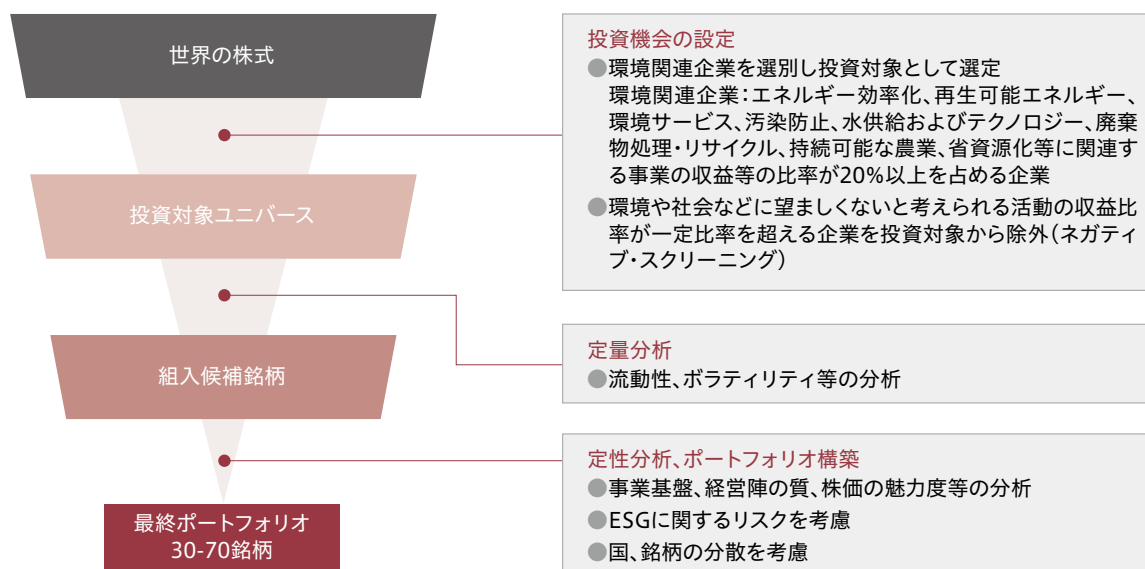 世界の株式
投資対象ユニバース
組入候補銘柄
最終ポートフォリオ
30-70銘柄
投資機会の設定
●環境関連企業を選別し投資対象として選定
環境関連企業：エネルギー効率化、再生可能エネルギー、
環境サービス、汚染防止、水供給およびテクノロジー、廃棄
物処理・リサイクル、持続可能な農業、省資源化等に関連す
る事業の収益等の比率が20%以上を占める企業
●環境や社会などに望ましくないと考えられる活動の収益比
率が一定比率を超える企業を投資対象から除外（ネガティ
ブ・スクリーニング）
定量分析
●流動性、ボラティリティ等の分析
定性分析、ポートフォリオ構築
●事業基盤、経営陣の質、株価の魅力度等の分析
●ESGに関するリスクを考慮
●国、銘柄の分散を考慮